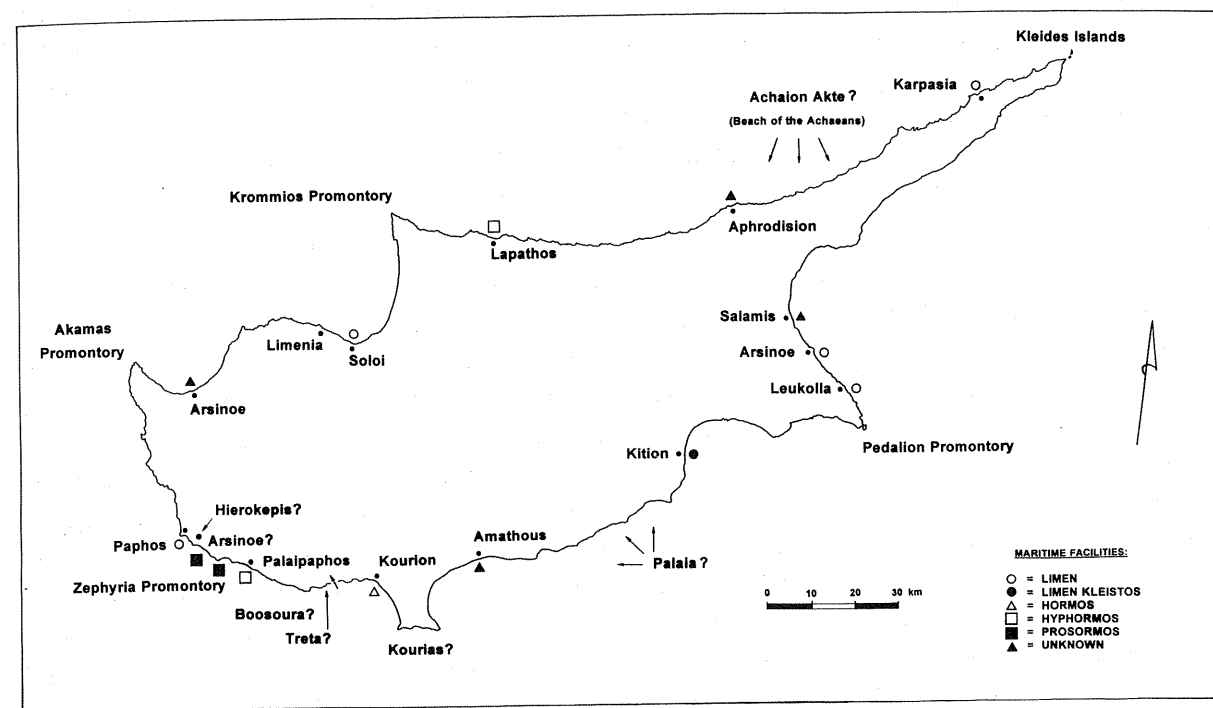 Kleides Islands
Karpasia
Achaion Akte ?
(Beach of the Achaeans)
Krommios Promontory
Aphrodision
Lapathos
Salamis
Akamas
Promontory
Limenia
Soloi
Arsinoe
Leukolla
Arsinoe
Pedalion Promontory
Kition
Hierokepis?
Arsinoe?
Paphos
Palaipaphos
Kourion
Amathous
Palaia ?
Zephyria Promontory
Boosoura?
Treta?
Kourias?
0 10 20 30 km
MARITIME FACILITIES:
= LIMEN
= LIMEN KLEISTOS
= HORMOS
= HYPHORMOS
= PROSORMOS
= UNKNOWN